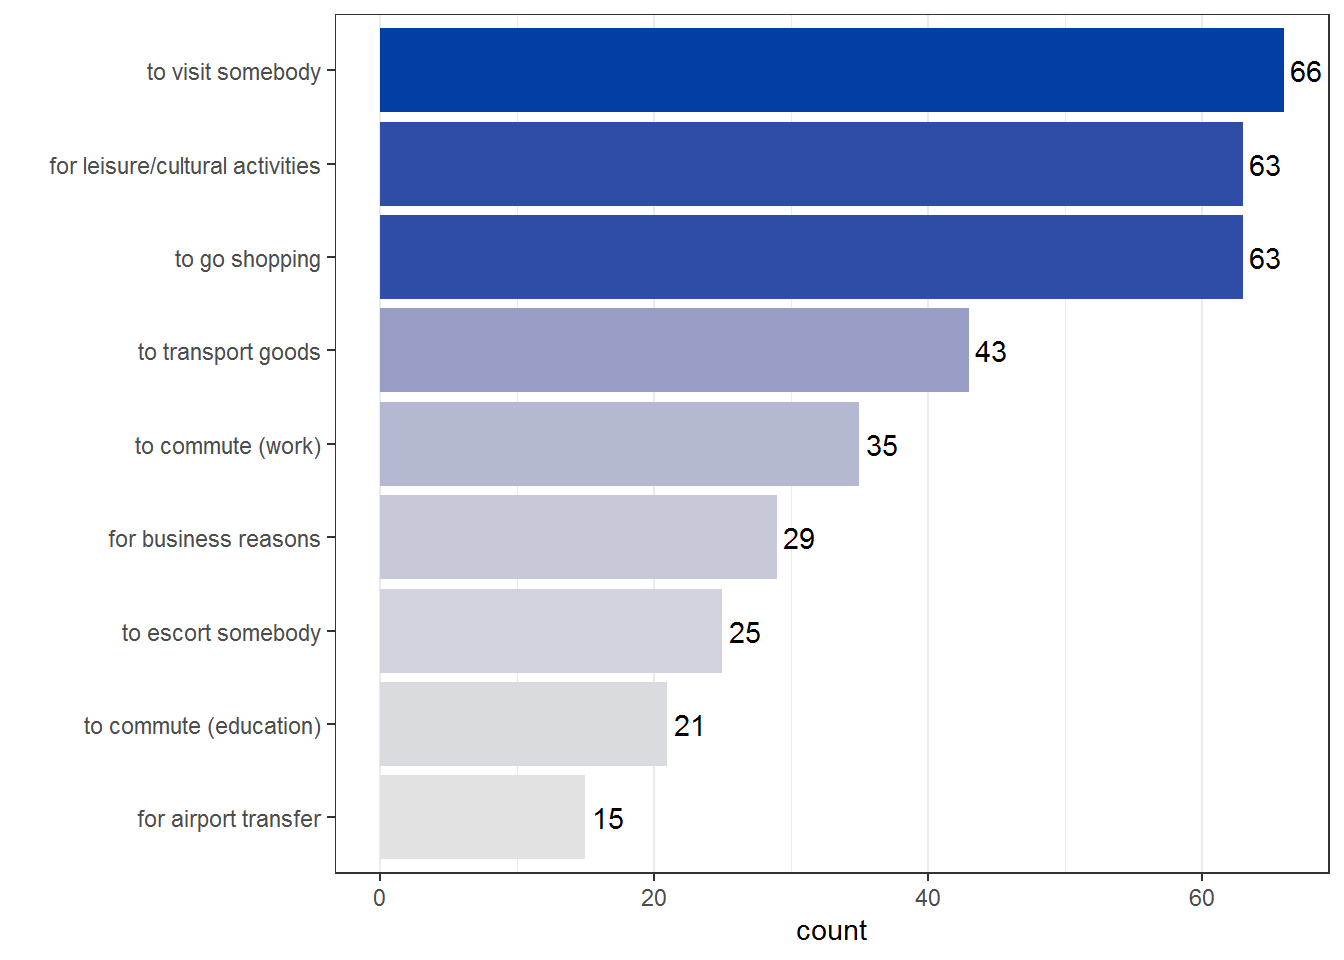 to visit somebody 66
for leisure/cultural activities 63
to go shopping 63
to transport goods 43
to commute (work) 35
for business reasons 29
to escort somebody 25
to commute (education) 21
for airport transfer 15
0 20 40 60
count